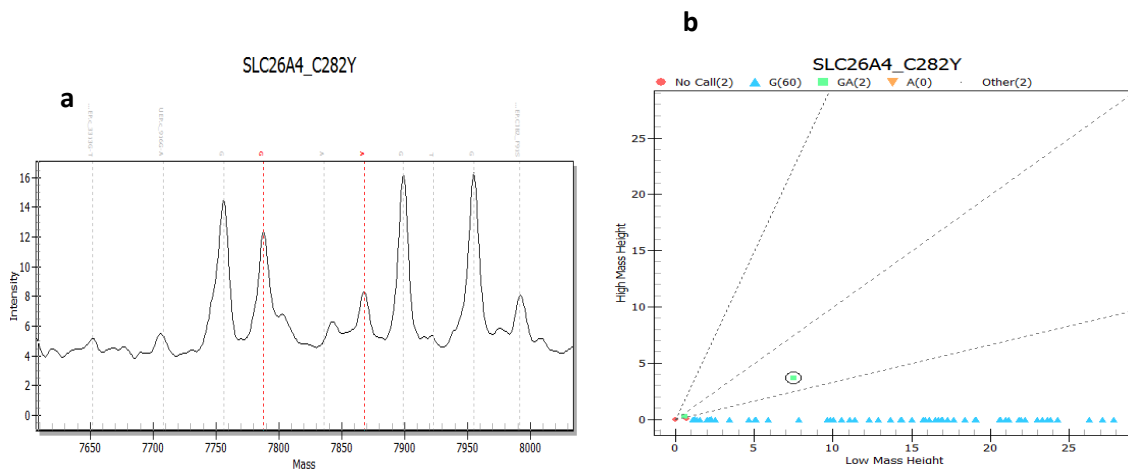 b
SLC26A4_C282Y
a
G
G
A
A
G
T
G
Intensity
16
14
12
10
8
6
4
2
0
7650 7700 7750 7800 7850 7900 7950 8000
Mass
SLC26A4_C282Y
No Call(2) G(60) GA(2) A(0) Other(2)
High Mass Height
25
20
15
10
5
0
0 5 10 15 20 25
Low Mass Height